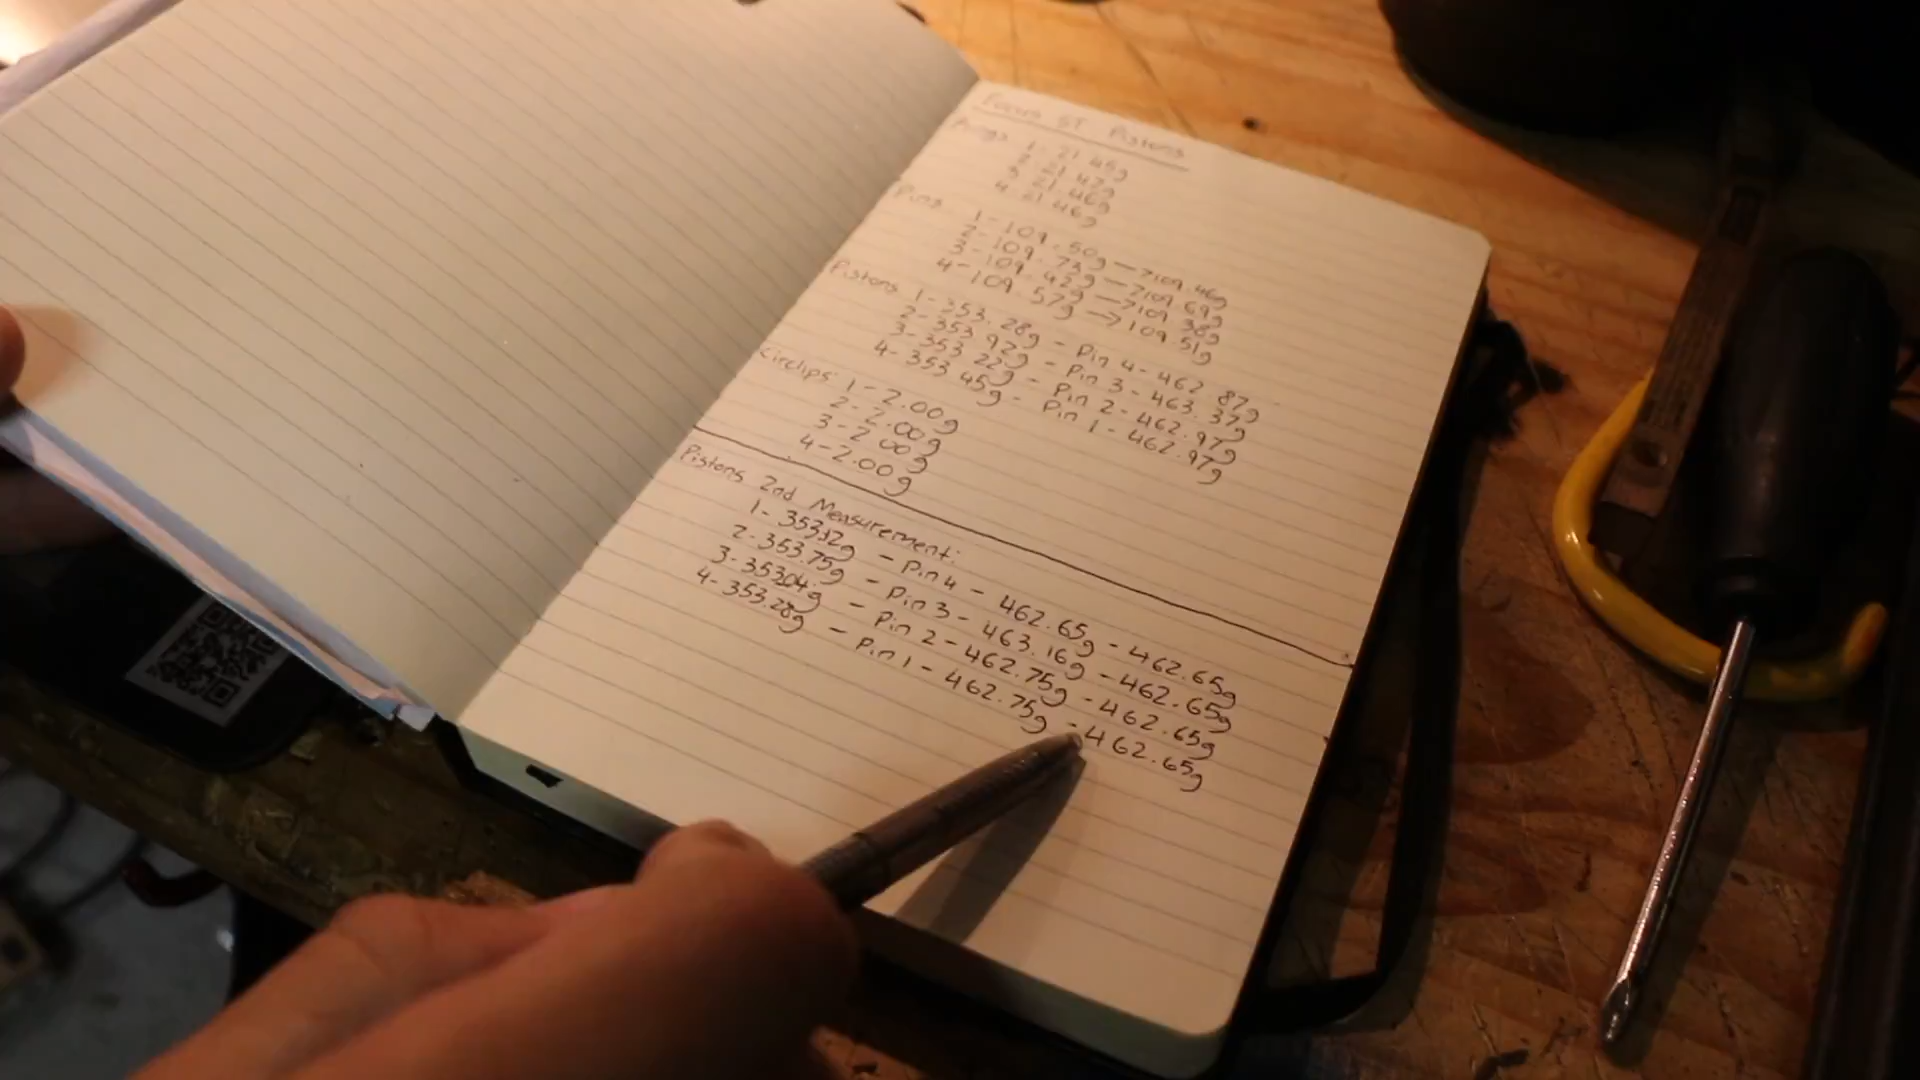 Focus ST Pistons
Rings
1- 21.45g
2- 21.47g
3- 21.46g
4- 21.46g
Pins
1- 109.50g → 109.46g
2- 109.73g → 109.69g
3- 109.42g → 109.38g
4- 109.57g → 109.51g
Pistons 1- 353.28g - Pin 4 - 462.87g
2- 353.92g - Pin 3 - 463.37g
3- 353.22g - Pin 2 - 462.97g
4- 353.45g - Pin 1 - 462.97g
Circlips: 1- 2.00g
2- 2.00g
3- 2.00g
4- 2.00g
Pistons 2nd Measurement:
1- 353.12g - Pin 4 - 462.65g - 462.65g
2- 353.75g - Pin 3 - 463.16g - 462.65g
3- 353.04g - Pin 2 - 462.75g - 462.65g
4- 353.28g - Pin 1 - 462.75g - 462.65g